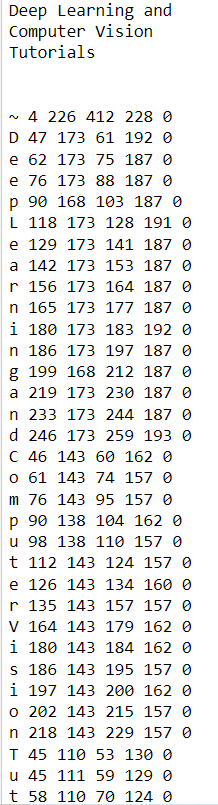 Deep Learning and
Computer Vision
Tutorials
~ 4 226 412 228 0
D 47 173 61 192 0
e 62 173 75 187 0
e 76 173 88 187 0
p 90 168 103 187 0
L 118 173 128 191 0
e 129 173 141 187 0
a 142 173 153 187 0
r 156 173 164 187 0
n 165 173 177 187 0
i 180 173 183 192 0
n 186 173 197 187 0
g 199 168 212 187 0
a 219 173 230 187 0
n 233 173 244 187 0
d 246 173 259 193 0
C 46 143 60 162 0
o 61 143 74 157 0
m 76 143 95 157 0
p 90 138 104 162 0
u 98 138 110 157 0
t 112 143 124 157 0
e 126 143 134 160 0
r 135 143 157 157 0
V 164 143 179 162 0
i 180 143 184 162 0
s 186 143 195 157 0
i 197 143 200 162 0
o 202 143 215 157 0
n 218 143 229 157 0
T 45 110 53 130 0
u 45 111 59 129 0
t 58 110 70 124 0